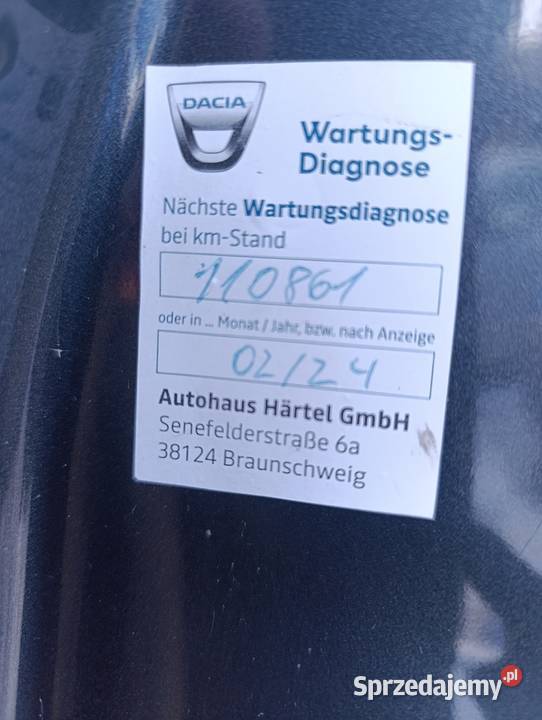 DACIA
Wartungs-
Diagnose
Nächste Wartungsdiagnose
bei km-Stand
110861
oder in ... Monat / Jahr, bzw. nach Anzeige
02/24
Autohaus Härtel GmbH
Senefelderstraße 6a
38124 Braunschweig
Sprzedajemy.pl